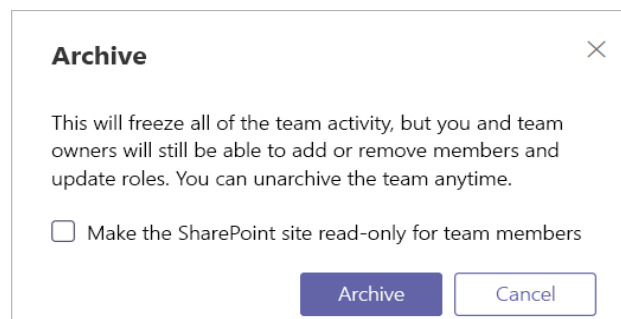 Archive
This will freeze all of the team activity, but you and team
owners will still be able to add or remove members and
update roles. You can unarchive the team anytime.
Make the SharePoint site read-only for team members
Archive Cancel